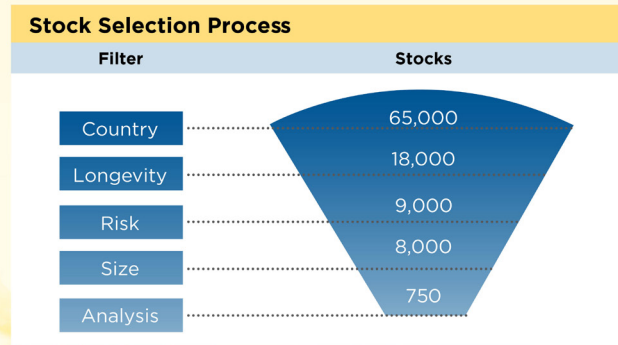 Stock Selection Process
Filter Stocks
Country 65,000
Longevity 18,000
Risk 9,000
Size 8,000
Analysis 750